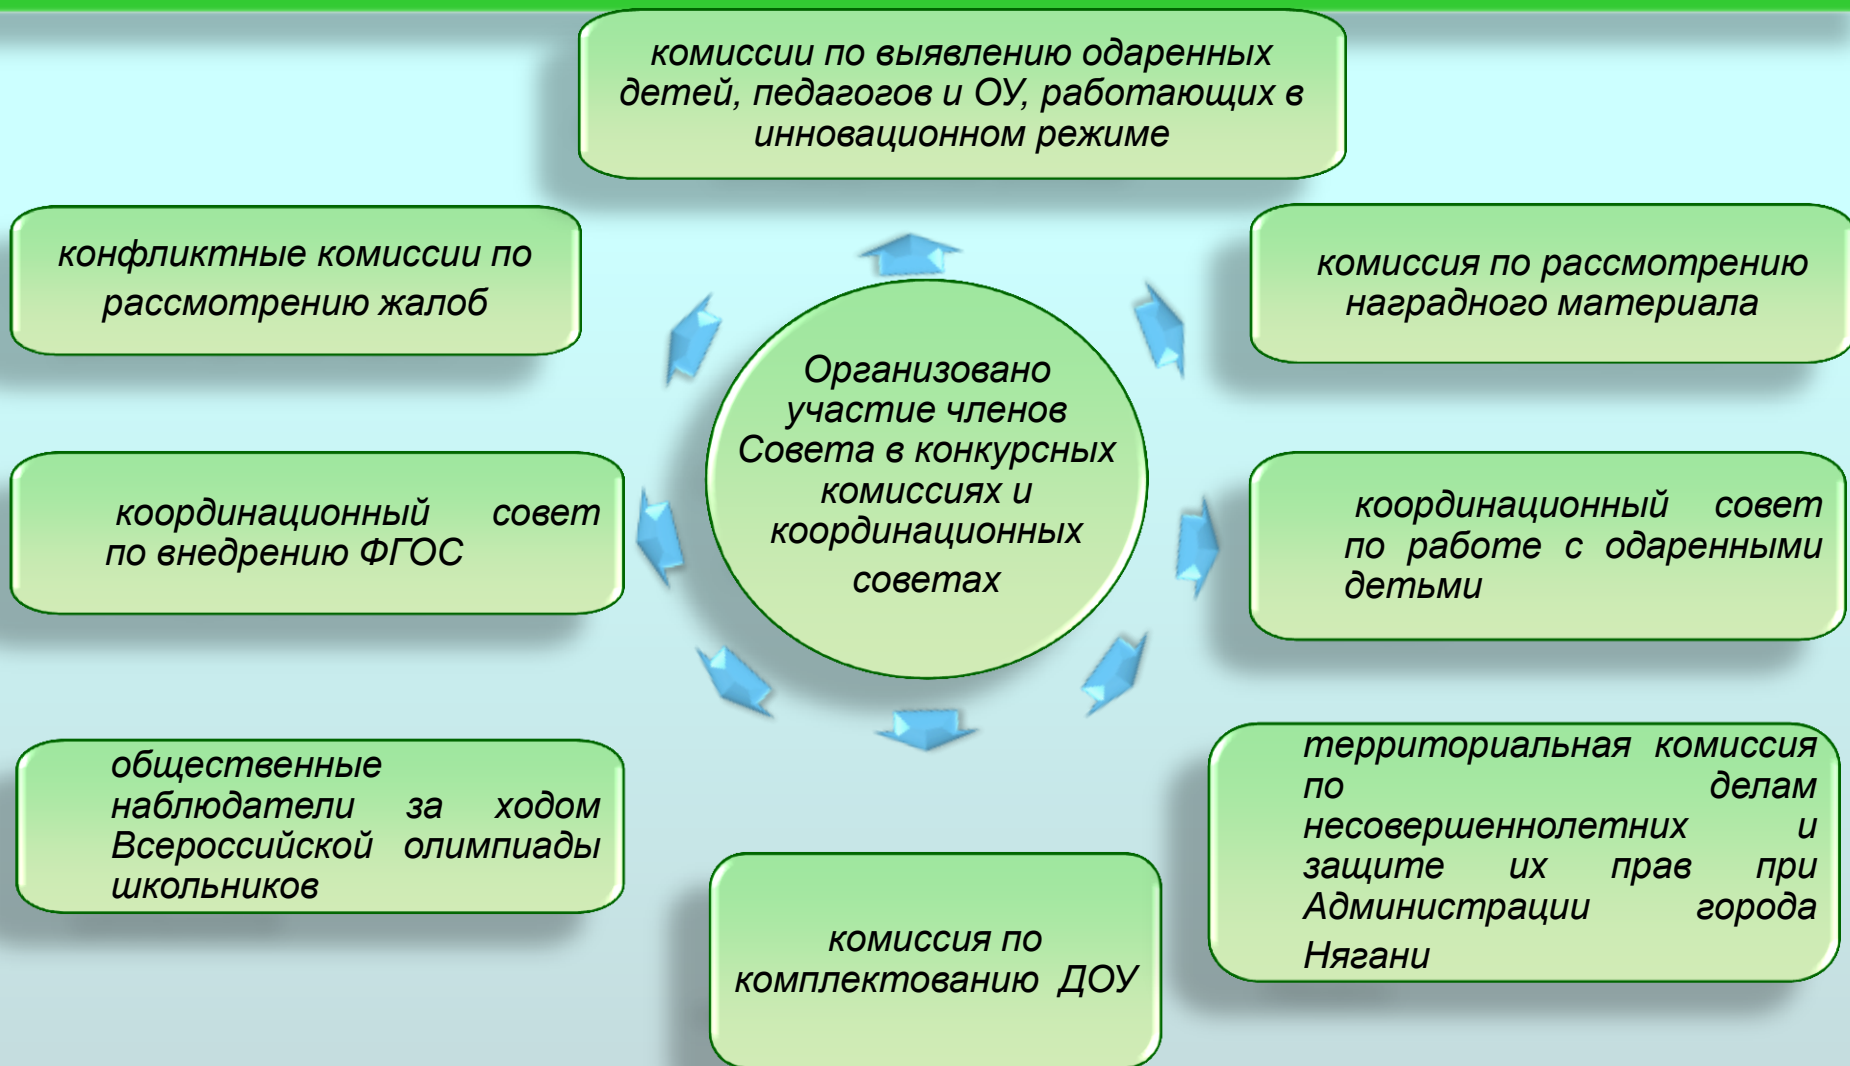 комиссии по выявлению одаренных
детей, педагогов и ОУ, работающих в
инновационном режиме
конфликтные комиссии по
рассмотрению жалоб
комиссия по рассмотрению
наградного материала
Организовано
участие членов
Совета в конкурсных
комиссиях и
координационных
советах
координационный совет
по внедрению ФГОС
координационный совет
по работе с одаренными
детьми
общественные
наблюдатели за ходом
Всероссийской олимпиады
школьников
комиссия по
комплектованию ДОУ
территориальная комиссия
по делам
несовершеннолетних и
защите их прав при
Администрации города
Нягани